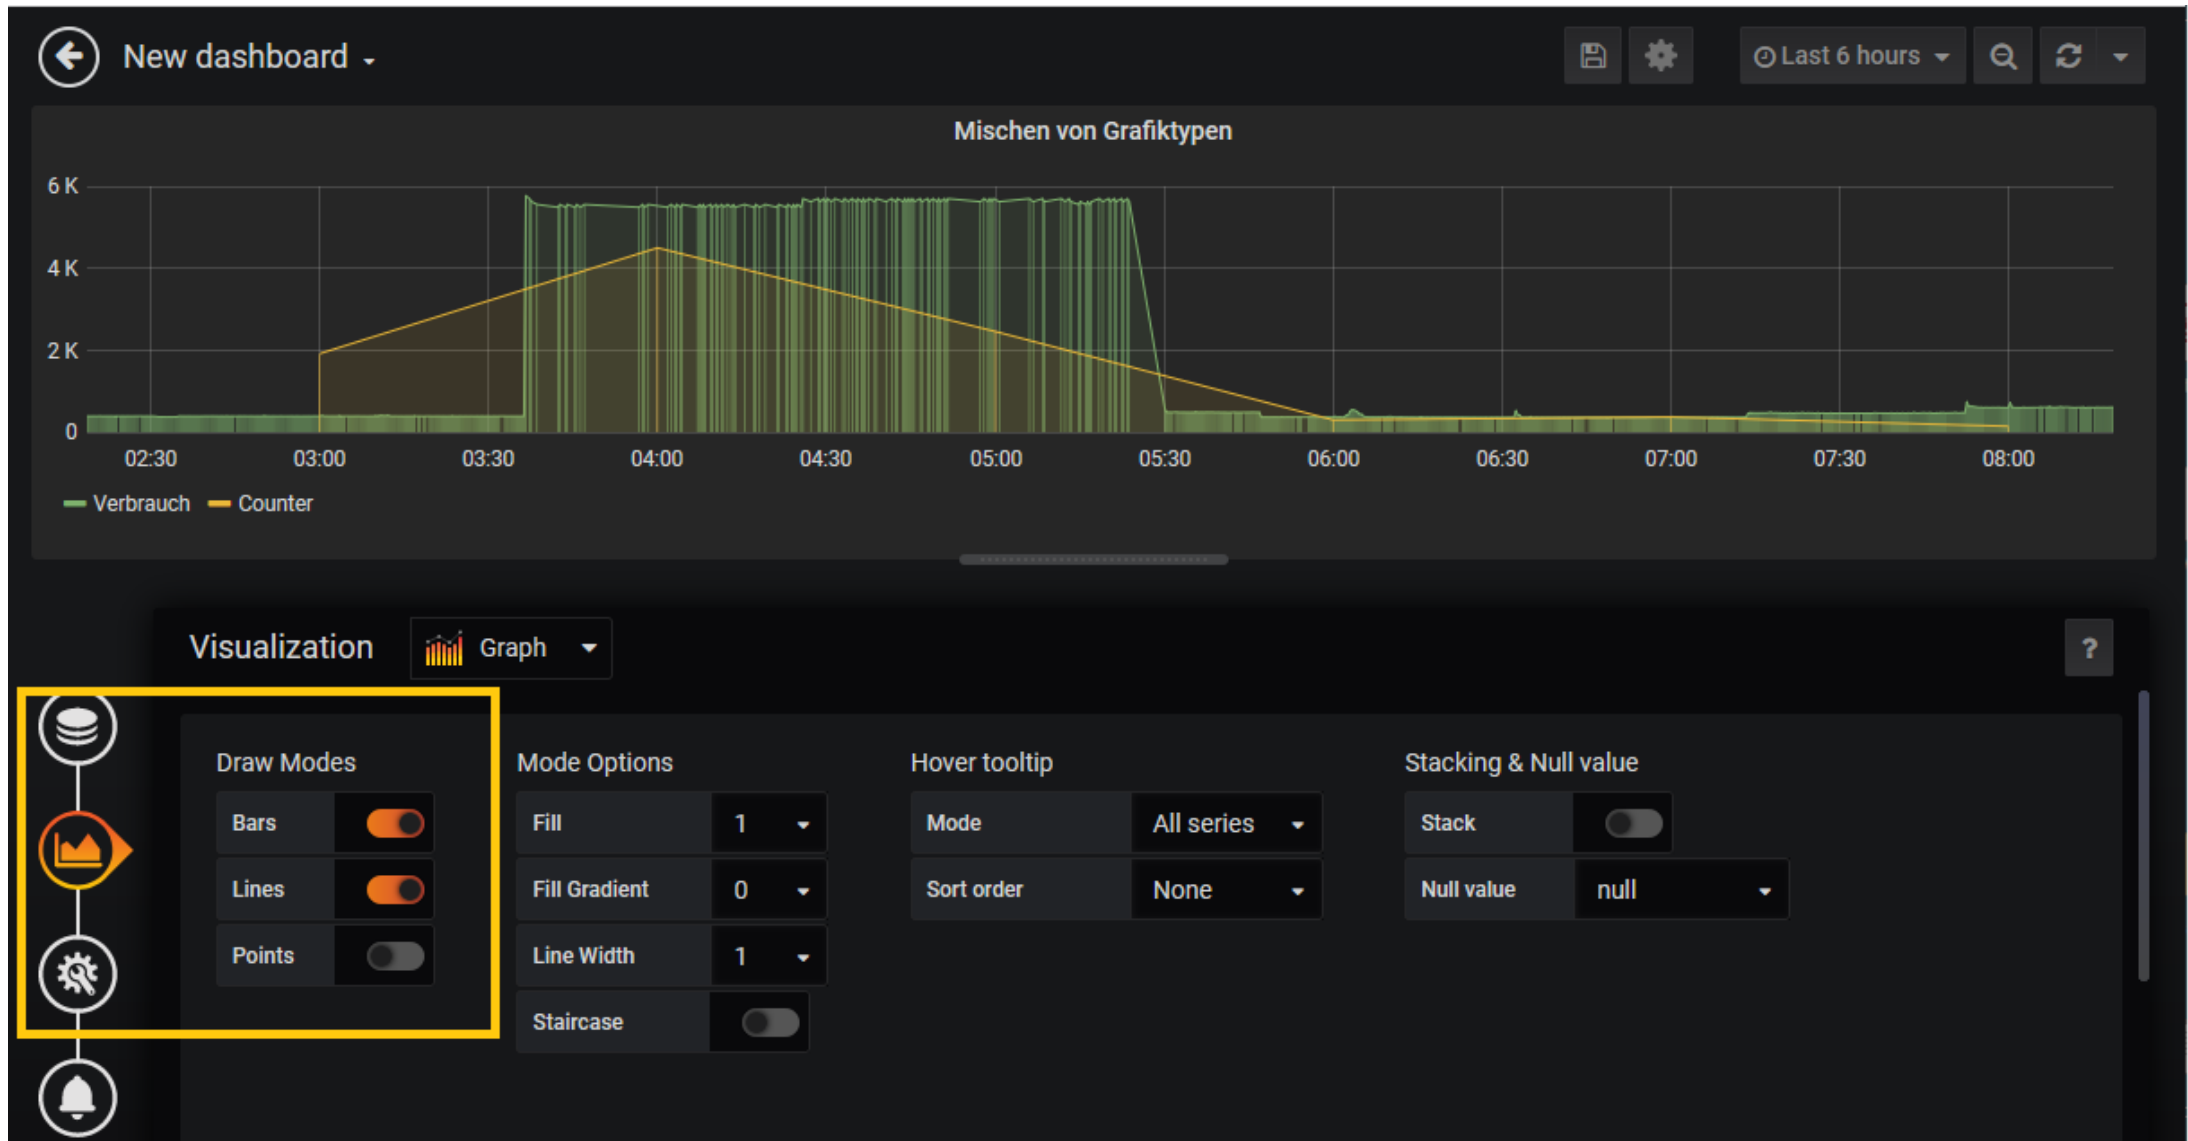 New dashboard
Last 6 hours
Mischen von Grafiktypen
6 K
4 K
2 K
0
02:30 03:00 03:30 04:00 04:30 05:00 05:30 06:00 06:30 07:00 07:30 08:00
Verbrauch Counter
Visualization Graph ?
Draw Modes Mode Options Hover tooltip Stacking & Null value
Bars Fill 1 Mode All series Stack
Lines Fill Gradient 0 Sort order None Null value null
Points Line Width 1
Staircase